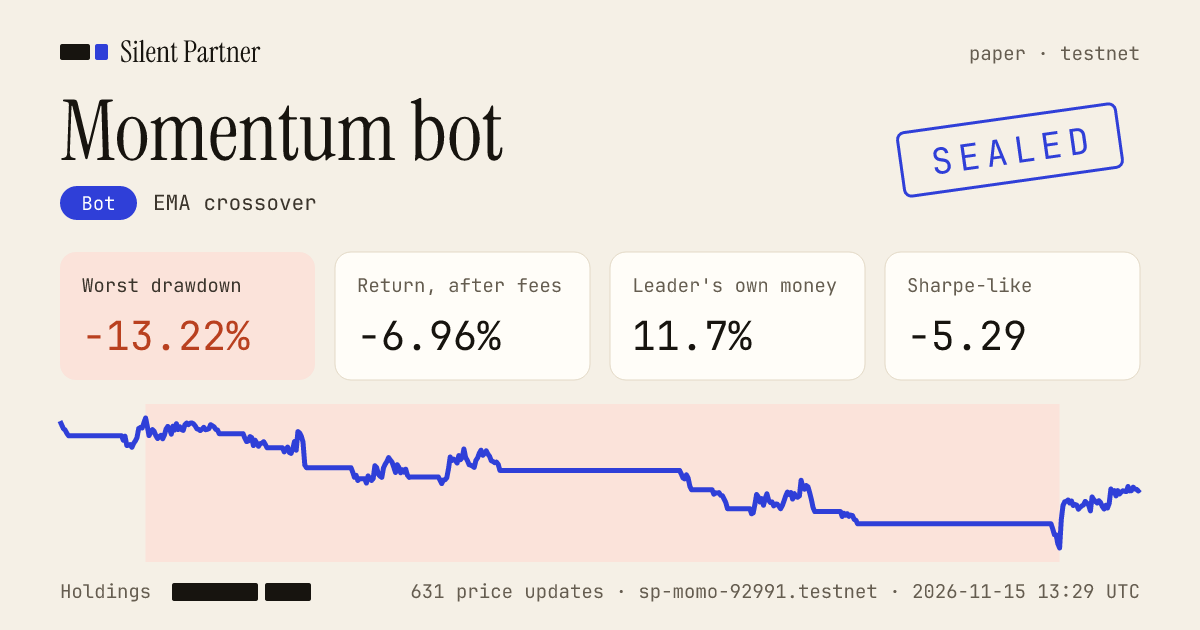 Silent Partner
paper · testnet
Momentum bot
SEALED
Bot EMA crossover
Worst drawdown
-13.22%
Return, after fees
-6.96%
Leader's own money
11.7%
Sharpe-like
-5.29
Holdings
631 price updates · sp-momo-92991.testnet · 2026-11-15 13:29 UTC